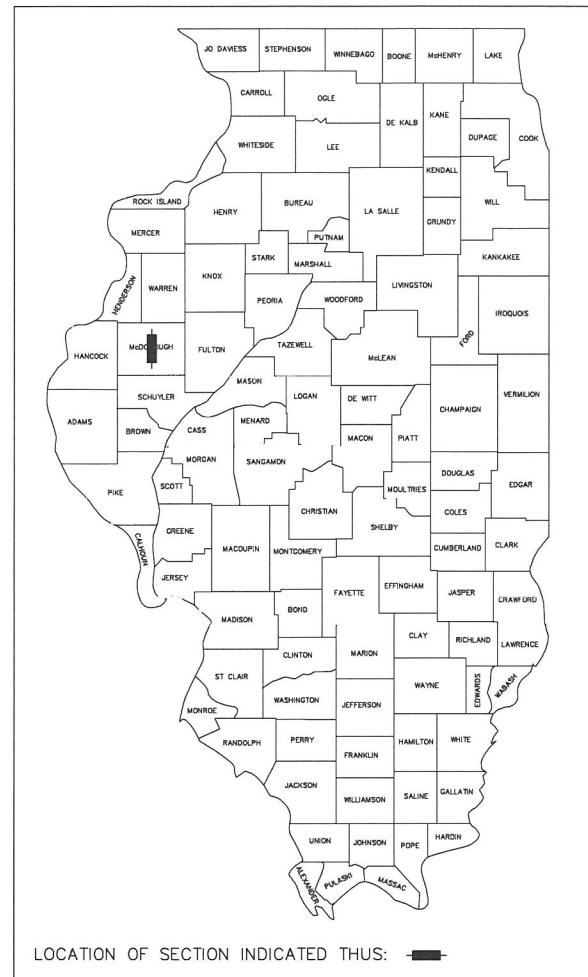 JO DAVIESS STEPHENSON WINNEBAGO BOONE McHENRY LAKE
CARROLL OGLE DE KALB KANE DUPAGE COOK
WHITESIDE LEE KENDALL WILL
ROCK ISLAND HENRY BUREAU LA SALLE GRUNDY
MERCER PUTNAM
HENDERSON WARREN KNOX STARK MARSHALL KANKAKEE
PEORIA WOODFORD LIVINGSTON FORD IROQUOIS
HANCOCK FULTON TAZEWELL McLEAN
SCHUYLER MASON LOGAN DE WITT CHAMPAIGN VERMILION
ADAMS BROWN CASS MENARD MACON PIATT
MORGAN SANGAMON
PIKE SCOTT CHRISTIAN MOULTRIES DOUGLAS EDGAR
GREENE SHELBY COLES
CALHOUN MACOUPIN MONTGOMERY CUMBERLAND CLARK
JERSEY FAYETTE EFFINGHAM JASPER CRAWFORD
MADISON BOND
CLINTON MARION CLAY RICHLAND LAWRENCE
ST CLAIR WAYNE EDWARDS WABASH
MONROE WASHINGTON JEFFERSON
RANDOLPH PERRY FRANKLIN HAMILTON WHITE
JACKSON WILLIAMSON SALINE GALLATIN
UNION JOHNSON POPE HARDIN
ALEXANDER PULASKI MASSAC
LOCATION OF SECTION INDICATED THUS: